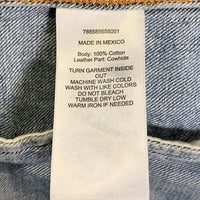 788585658001
MADE IN MEXICO
Body: 100% Cotton
Leather Part: Cowhide
TURN GARMENT INSIDE
OUT
MACHINE WASH COLD
WASH WITH LIKE COLORS
DO NOT BLEACH
TUMBLE DRY LOW
WARM IRON IF NEEDED